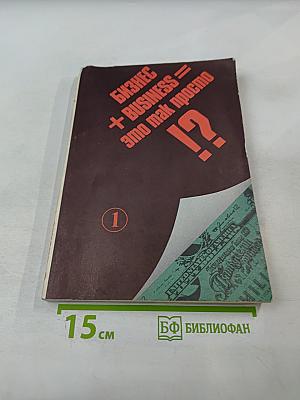 БИЗНЕС
+ BUSINESS =
это так просто
!?
1
15 см
БФ БИБЛИОФАН